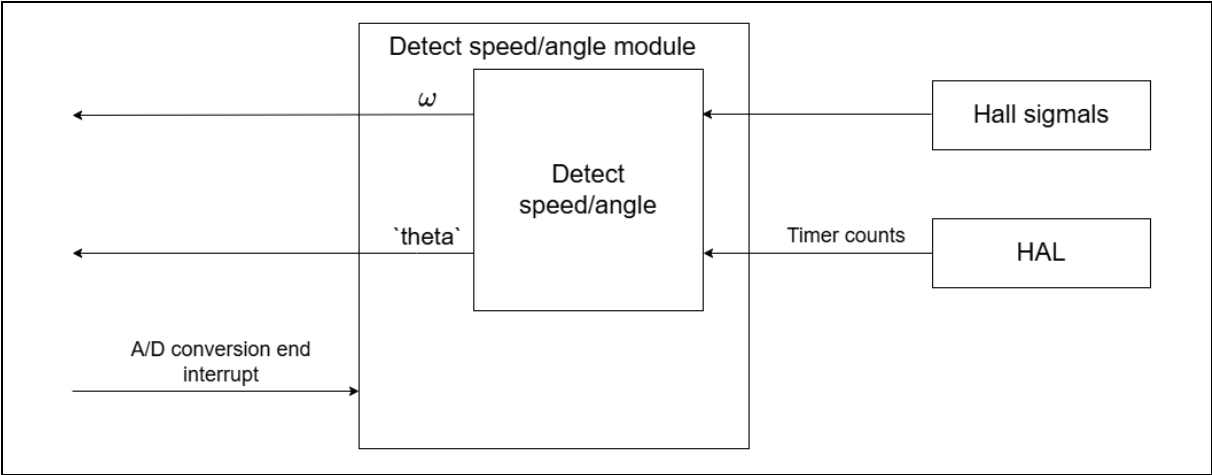 Detect speed/angle module
ω
Hall sigmals
Detect
speed/angle
`theta`
Timer counts
HAL
A/D conversion end
interrupt